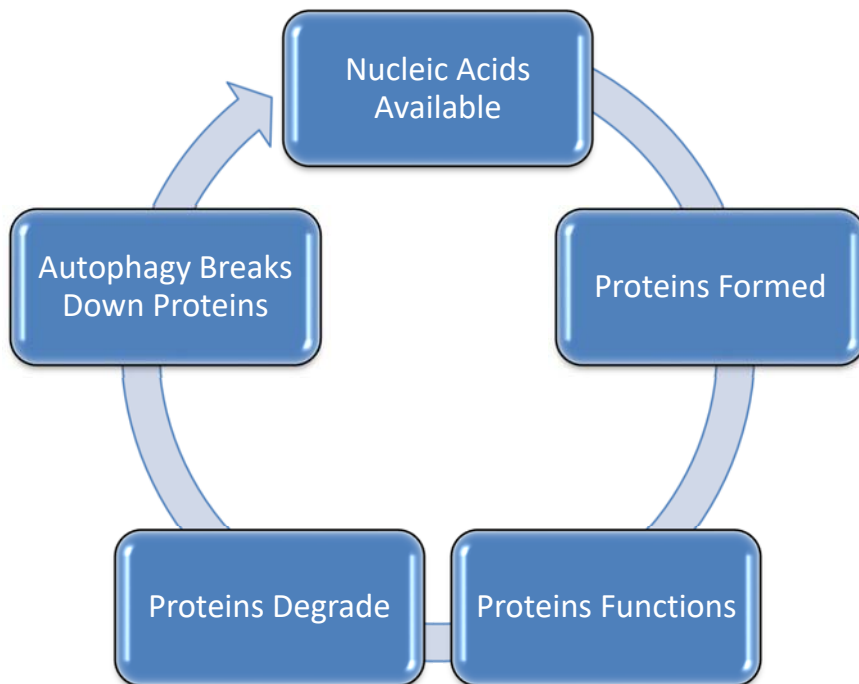 Nucleic Acids
Available
Proteins Formed
Proteins Functions
Proteins Degrade
Autophagy Breaks
Down Proteins